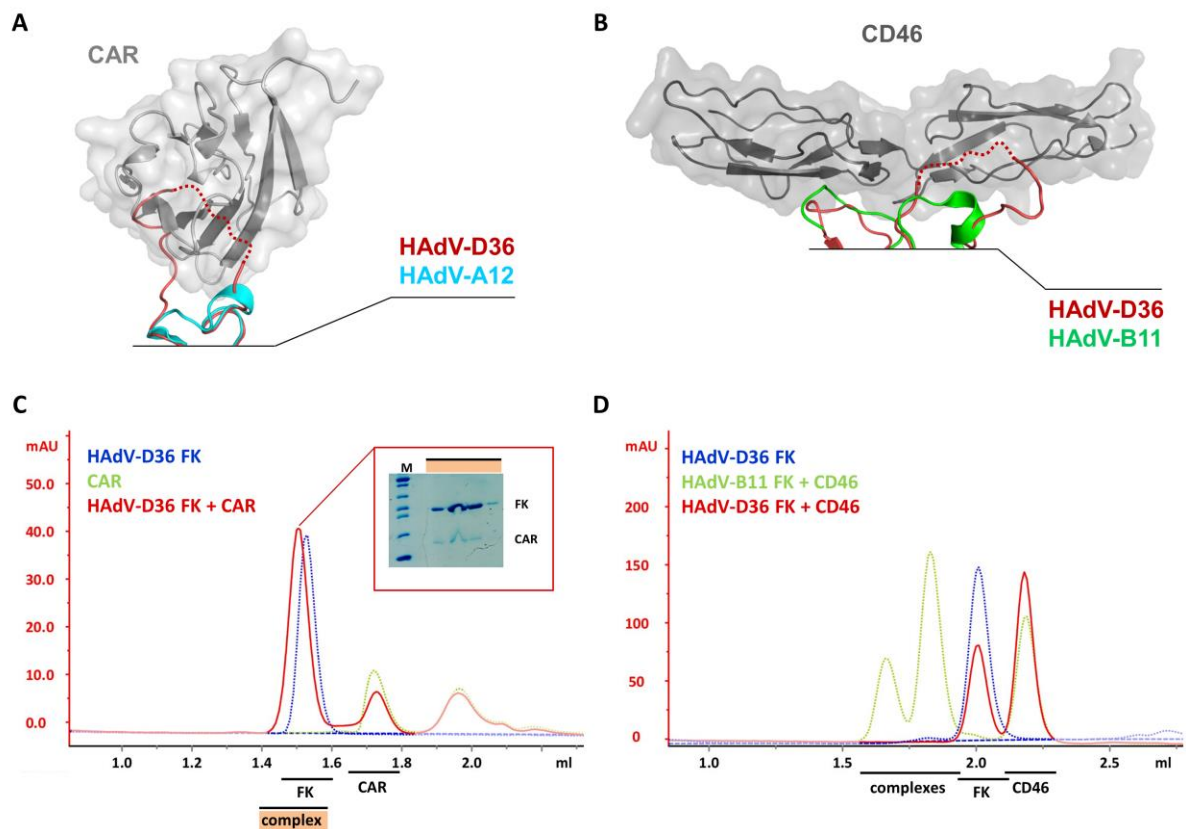 A
CAR
HAdV-D36
HAdV-A12
B
CD46
HAdV-D36
HAdV-B11
C
mAU
50.0
40.0
30.0
20.0
10.0
0.0
HAdV-D36 FK
CAR
HAdV-D36 FK + CAR
M
FK
CAR
1.0
1.2
1.4
1.6
1.8
2.0
ml
FK
CAR
complex
D
mAU
200
150
100
50
0
HAdV-D36 FK
HAdV-B11 FK + CD46
HAdV-D36 FK + CD46
1.0
1.5
2.0
2.5
ml
complexes
FK
CD46